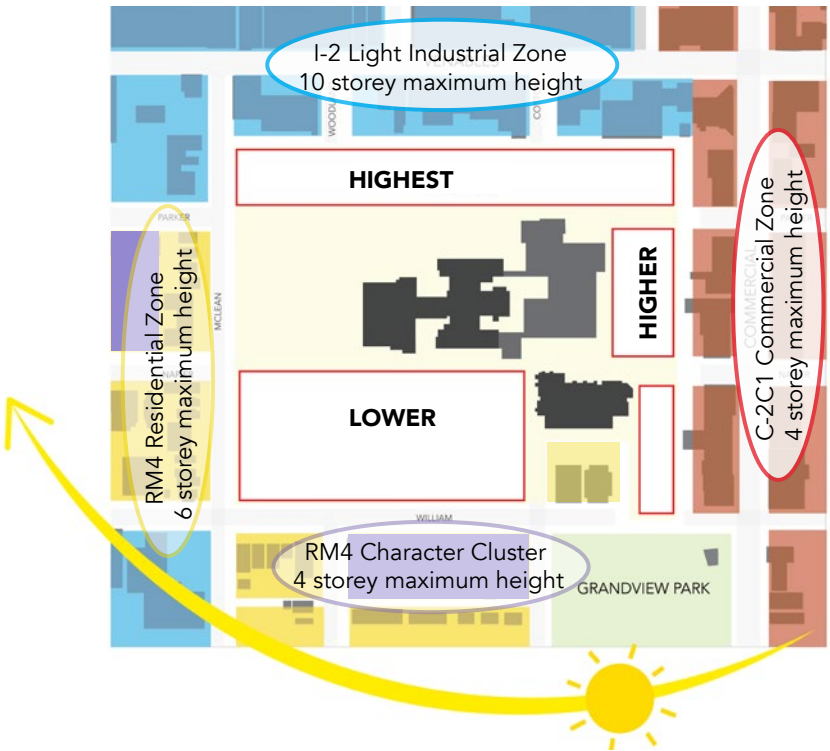 I-2 Light Industrial Zone
10 storey maximum height
VENABLES
HIGHEST
PARKER
MCLEAN
RM4 Residential Zone
6 storey maximum height
HIGHER
COMMERCIAL
C-2C1 Commercial Zone
4 storey maximum height
LOWER
WILLIAM
RM4 Character Cluster
4 storey maximum height
GRANDVIEW PARK